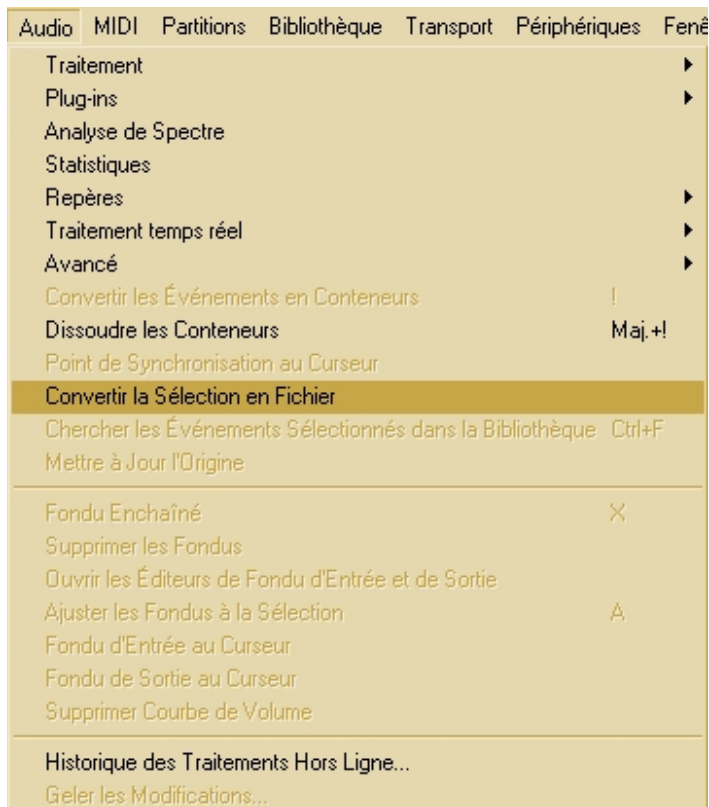 Audio MIDI Partitions Bibliothèque Transport Périphériques Fenê
Traitement
Plug-ins
Analyse de Spectre
Statistiques
Repères
Traitement temps réel
Avancé
Convertir les Événements en Conteneurs !
Dissoudre les Conteneurs Maj.+!
Point de Synchronisation au Curseur
Convertir la Sélection en Fichier
Chercher les Événements Sélectionnés dans la Bibliothèque Ctrl+F
Mettre à Jour l'Origine
Fondu Enchaîné X
Supprimer les Fondus
Ouvrir les Éditeurs de Fondu d'Entrée et de Sortie
Ajuster les Fondus à la Sélection A
Fondu d'Entrée au Curseur
Fondu de Sortie au Curseur
Supprimer Courbe de Volume
Historique des Traitements Hors Ligne...
Geler les Modifications...